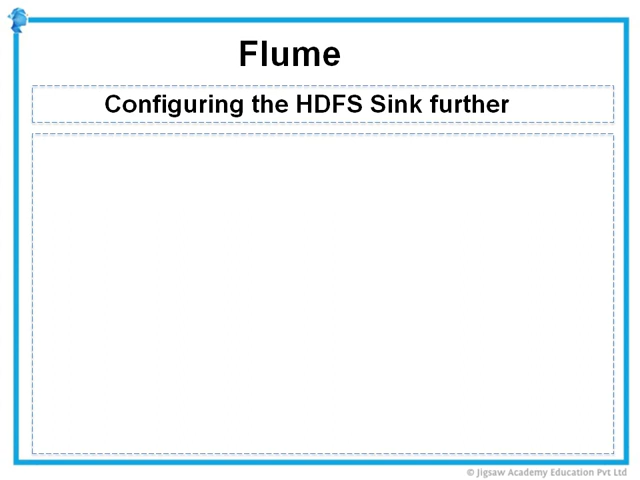 Flume
Configuring the HDFS Sink further
© Jigsaw Academy Education Pvt Ltd